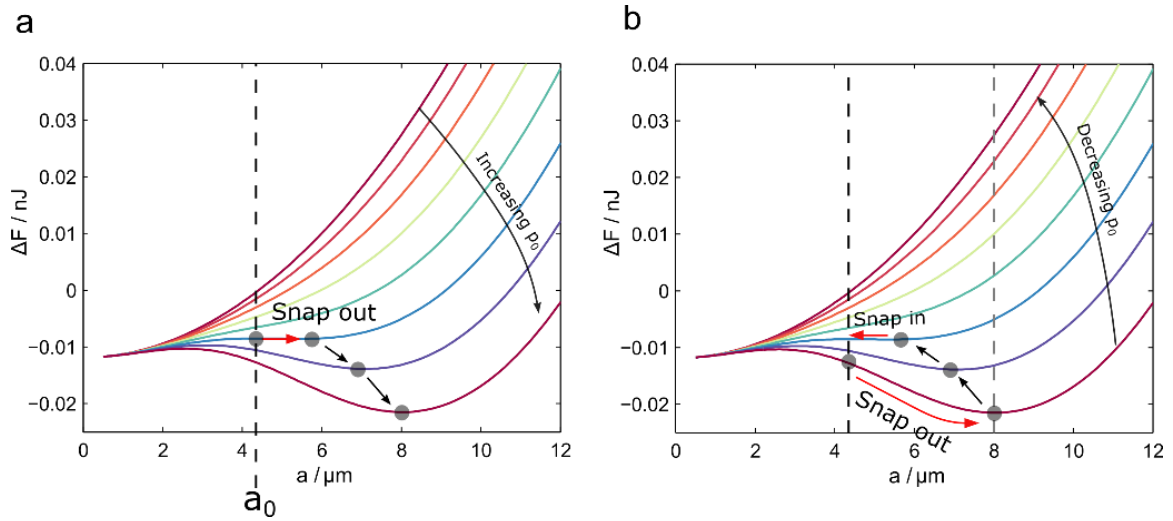 a
ΔF / nJ
0.04
0.03
0.02
0.01
0
−0.01
−0.02
Increasing p₀
Snap out
0 2 4 6 8 10 12
a / μm
a₀
b
ΔF / nJ
0.04
0.03
0.02
0.01
0
−0.01
−0.02
Decreasing p₀
Snap in
Snap out
0 2 4 6 8 10 12
a / μm